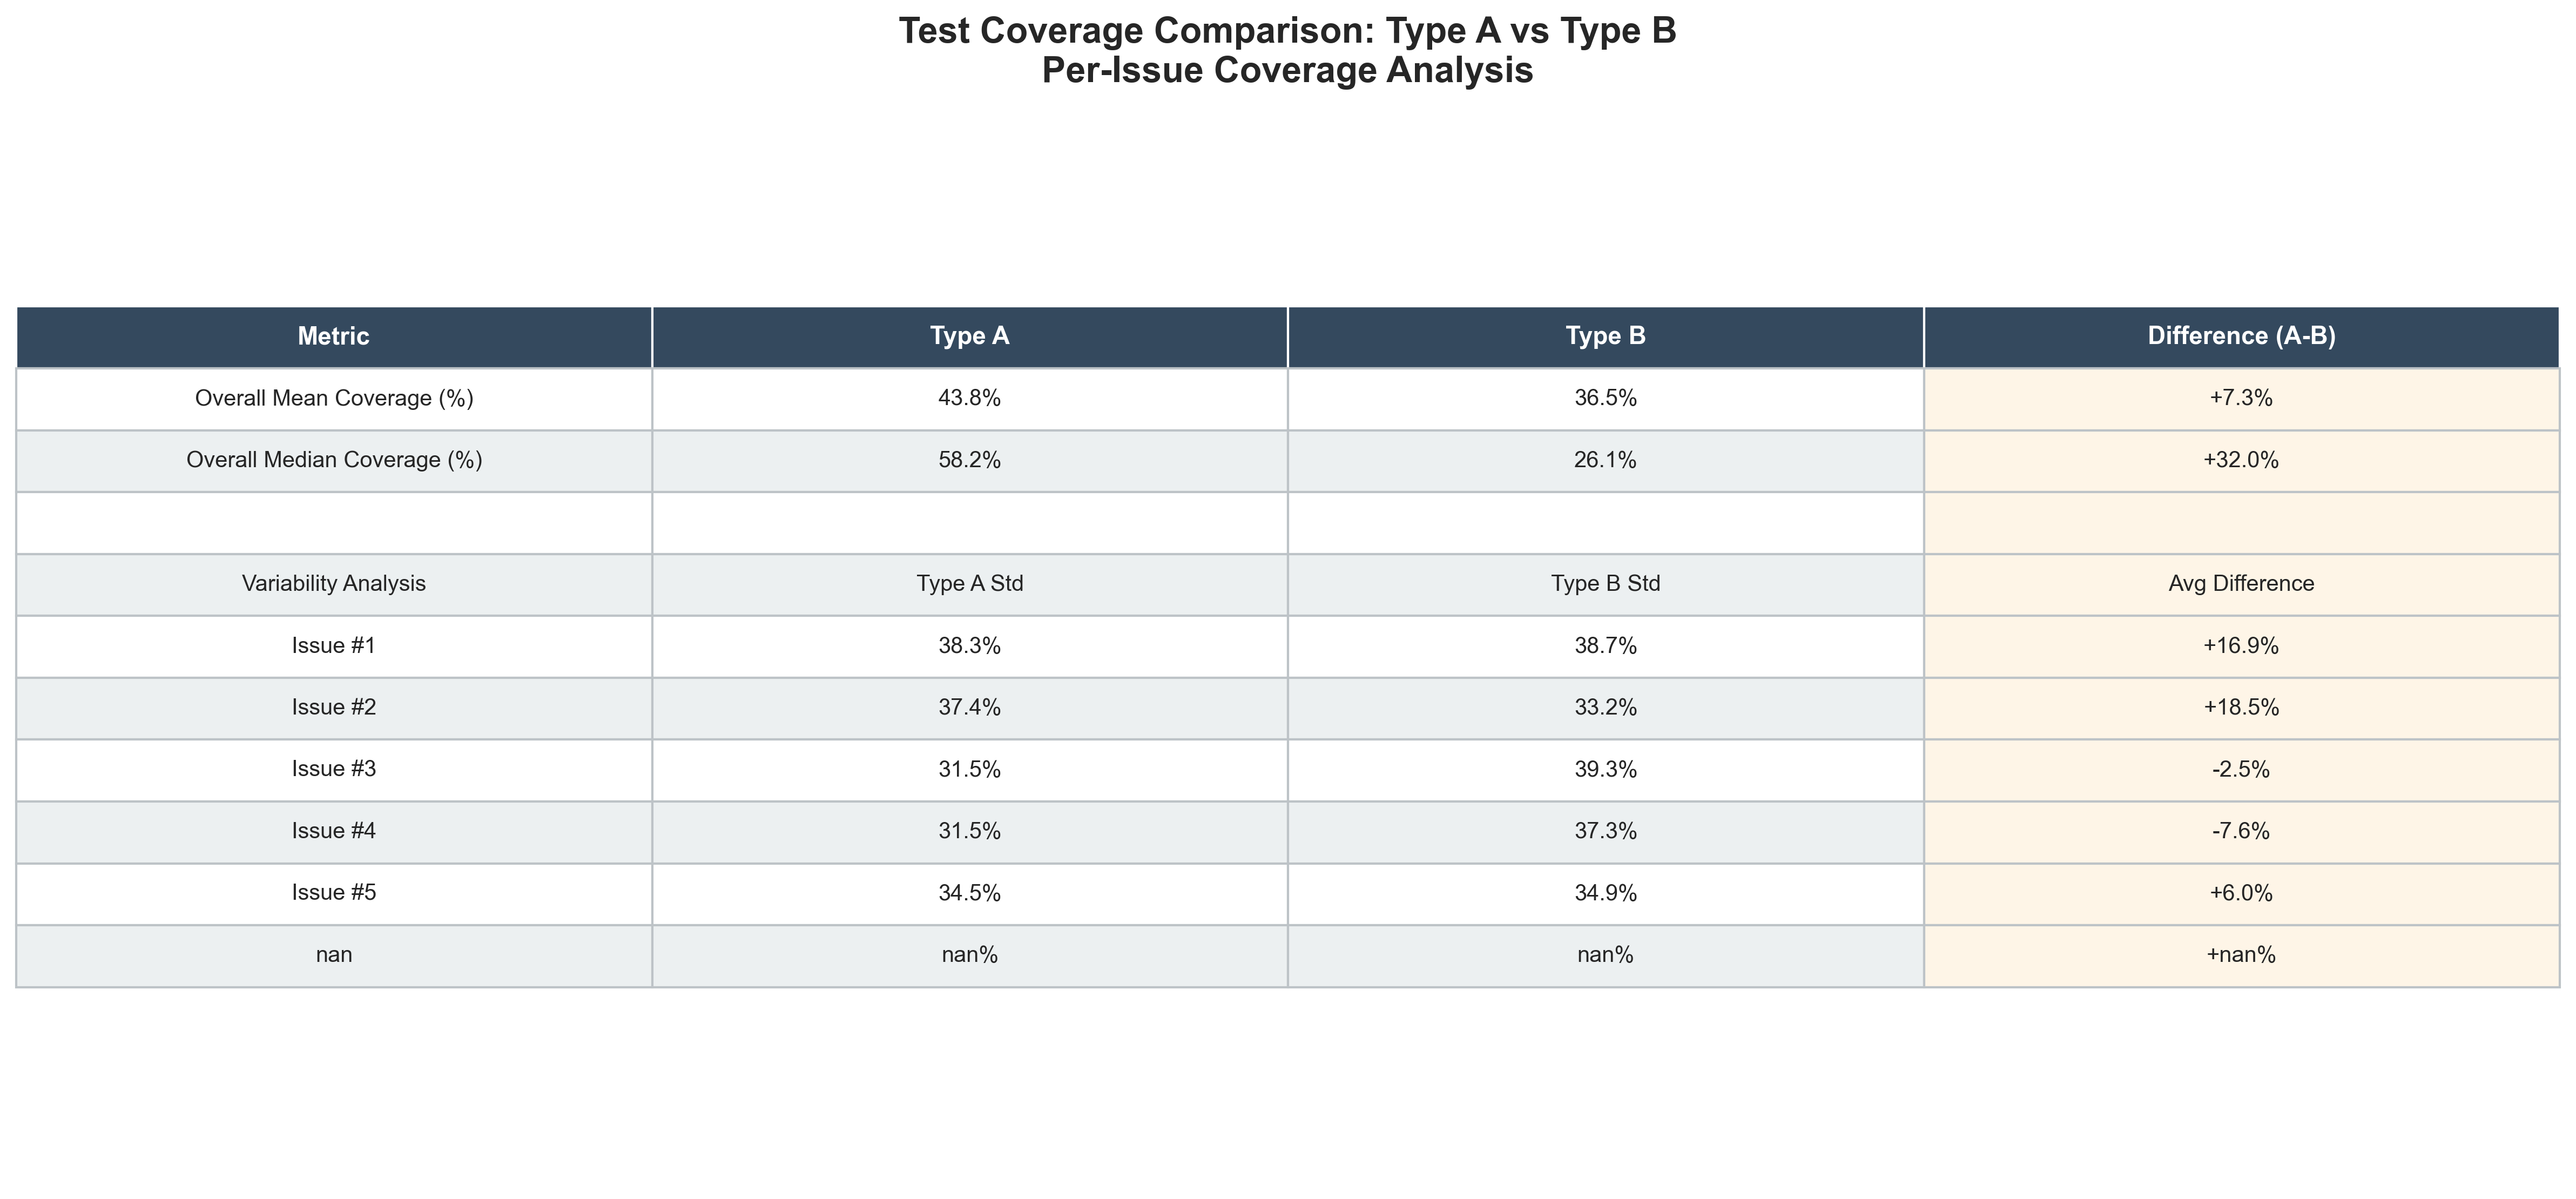 Test Coverage Comparison: Type A vs Type B
Per-Issue Coverage Analysis
Metric Type A Type B Difference (A-B)
Overall Mean Coverage (%) 43.8% 36.5% +7.3%
Overall Median Coverage (%) 58.2% 26.1% +32.0%
Variability Analysis Type A Std Type B Std Avg Difference
Issue #1 38.3% 38.7% +16.9%
Issue #2 37.4% 33.2% +18.5%
Issue #3 31.5% 39.3% -2.5%
Issue #4 31.5% 37.3% -7.6%
Issue #5 34.5% 34.9% +6.0%
nan nan% nan% +nan%